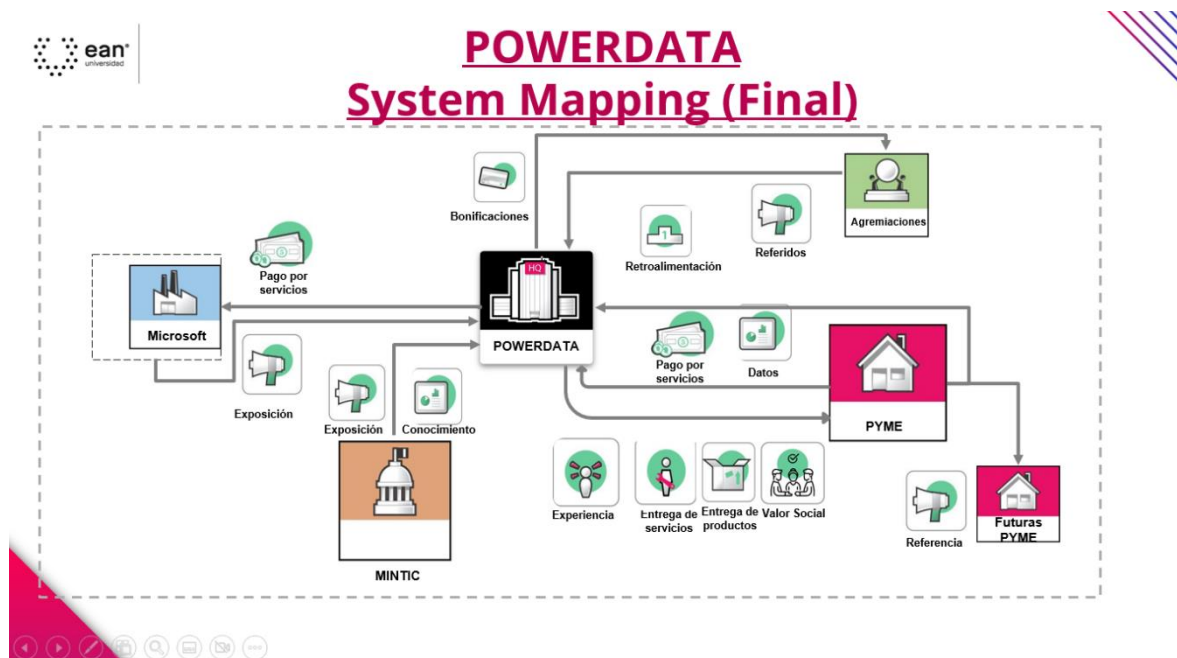 ean®
universidad
POWERDATA
System Mapping (Final)
Bonificaciones
Agremiaciones
Retroalimentación
Referidos
Pago por
servicios
HQ
Microsoft
POWERDATA
1
Pago por
servicios
Datos
Exposición
Exposición
Conocimiento
PYME
Experiencia
Entrega de
servicios
Entrega de
productos
Valor Social
Referencia
Futuras
PYME
MINTIC